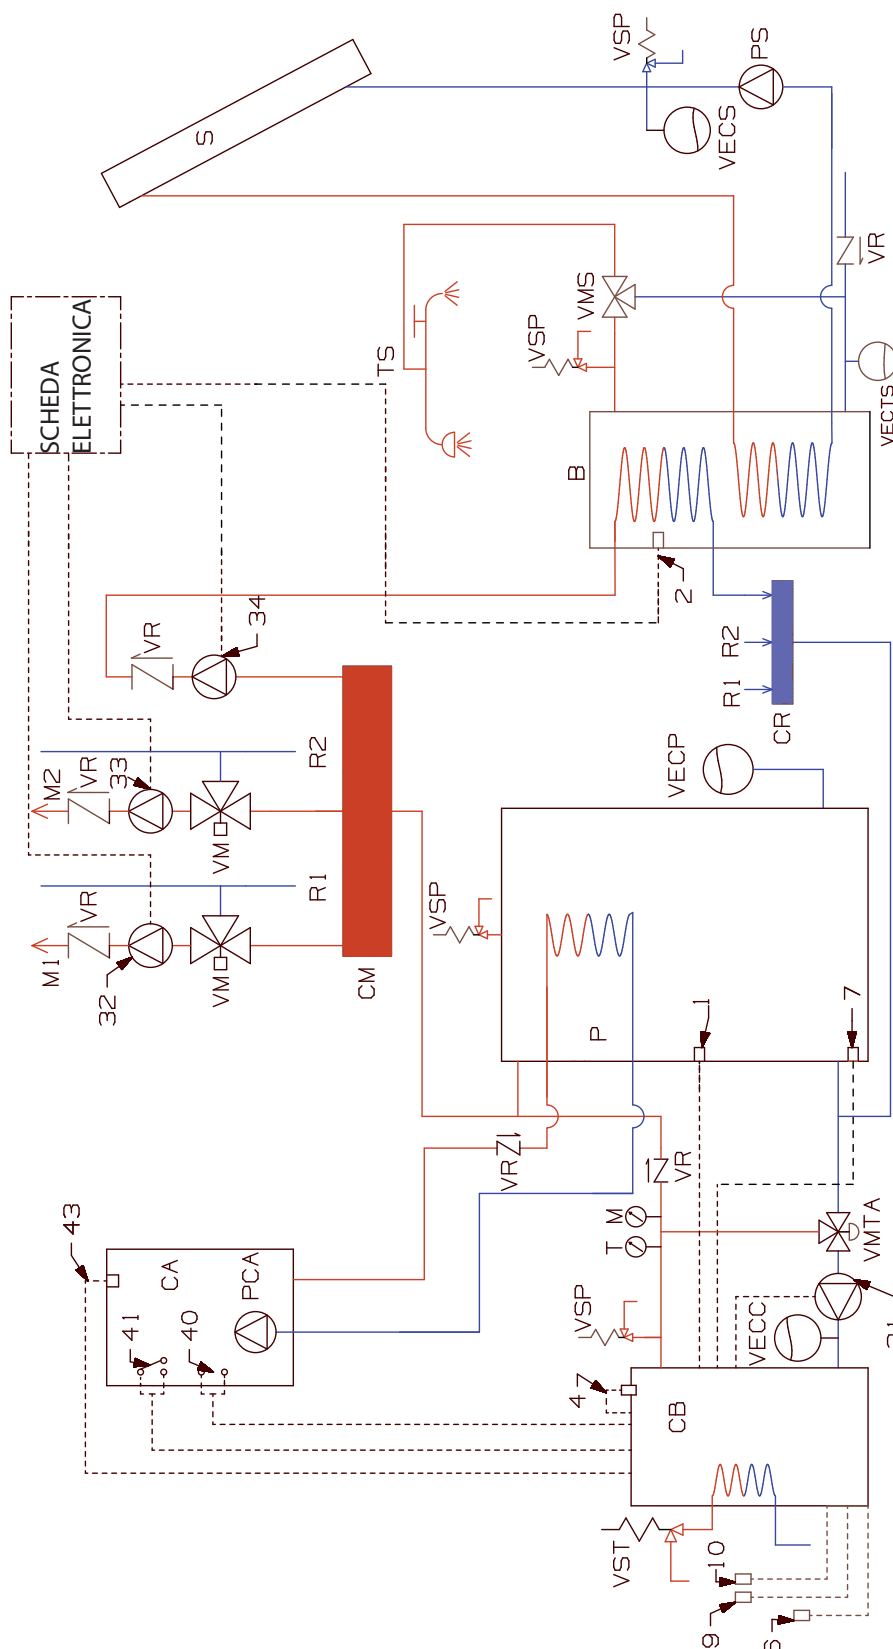 VSP
PS
S
VECS
VR
VMS
VSP
TS
SCHEDA
ELETTRONICA
VECTS
B
2
34
VR
R2
R1
CR
M2
VR
33
VM
R2
VECP
M1
VR
32
VM
R1
CM
VSP
P
1
7
VR
VR
M
T
VMTA
43
CA
PCA
41
40
VSP
VECC
47
CB
VST
10
9